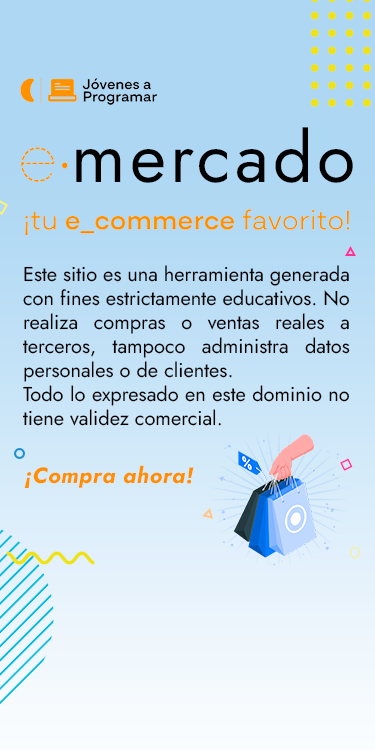 Jóvenes a
Programar
e·mercado
¡tu e_commerce favorito!
Este sitio es una herramienta generada
con fines estrictamente educativos. No
realiza compras o ventas reales a
terceros, tampoco administra datos
personales o de clientes.
Todo lo expresado en este dominio no
tiene validez comercial.
%
¡Compra ahora!